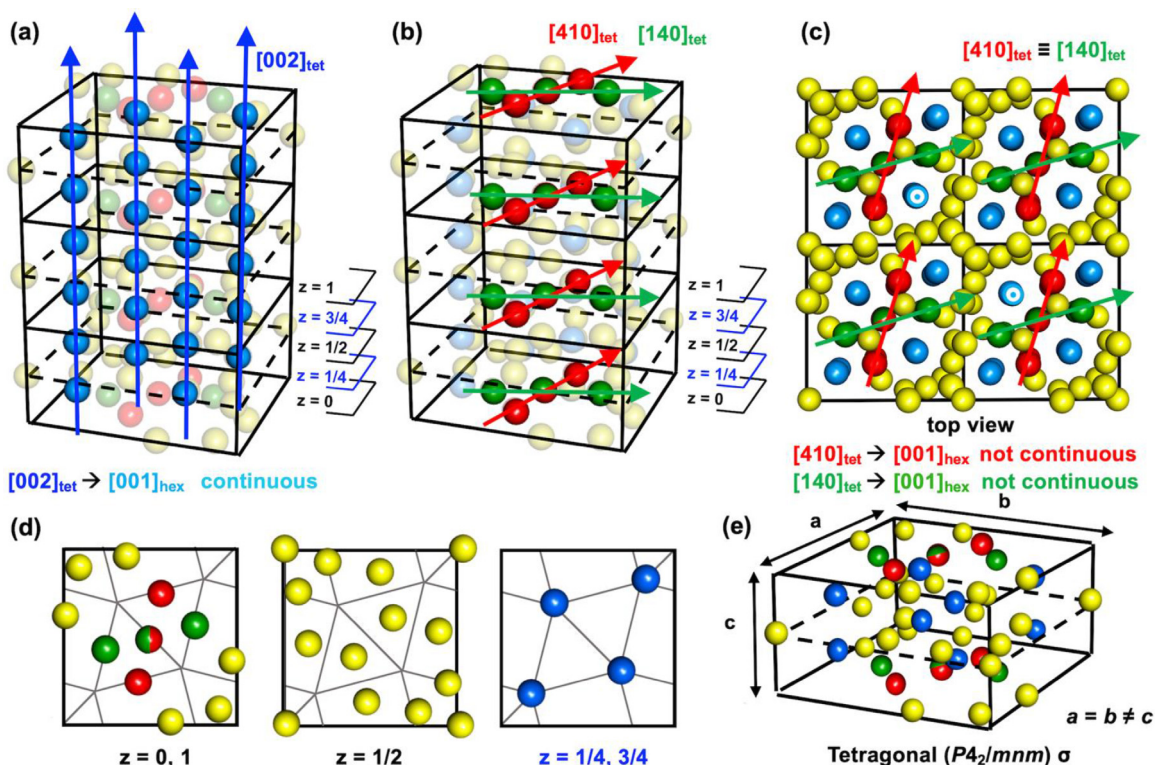 (a)
[002]tet
z = 1
z = 3/4
z = 1/2
z = 1/4
z = 0
[002]tet → [001]hex continuous
(b)
[410]tet [140]tet
z = 1
z = 3/4
z = 1/2
z = 1/4
z = 0
(c)
[410]tet ≡ [140]tet
top view
[410]tet → [001]hex not continuous
[140]tet → [001]hex not continuous
(d)
z = 0, 1
z = 1/2
z = 1/4, 3/4
(e)
a
b
c
a = b ≠ c
Tetragonal (P4₂/mnm) σ